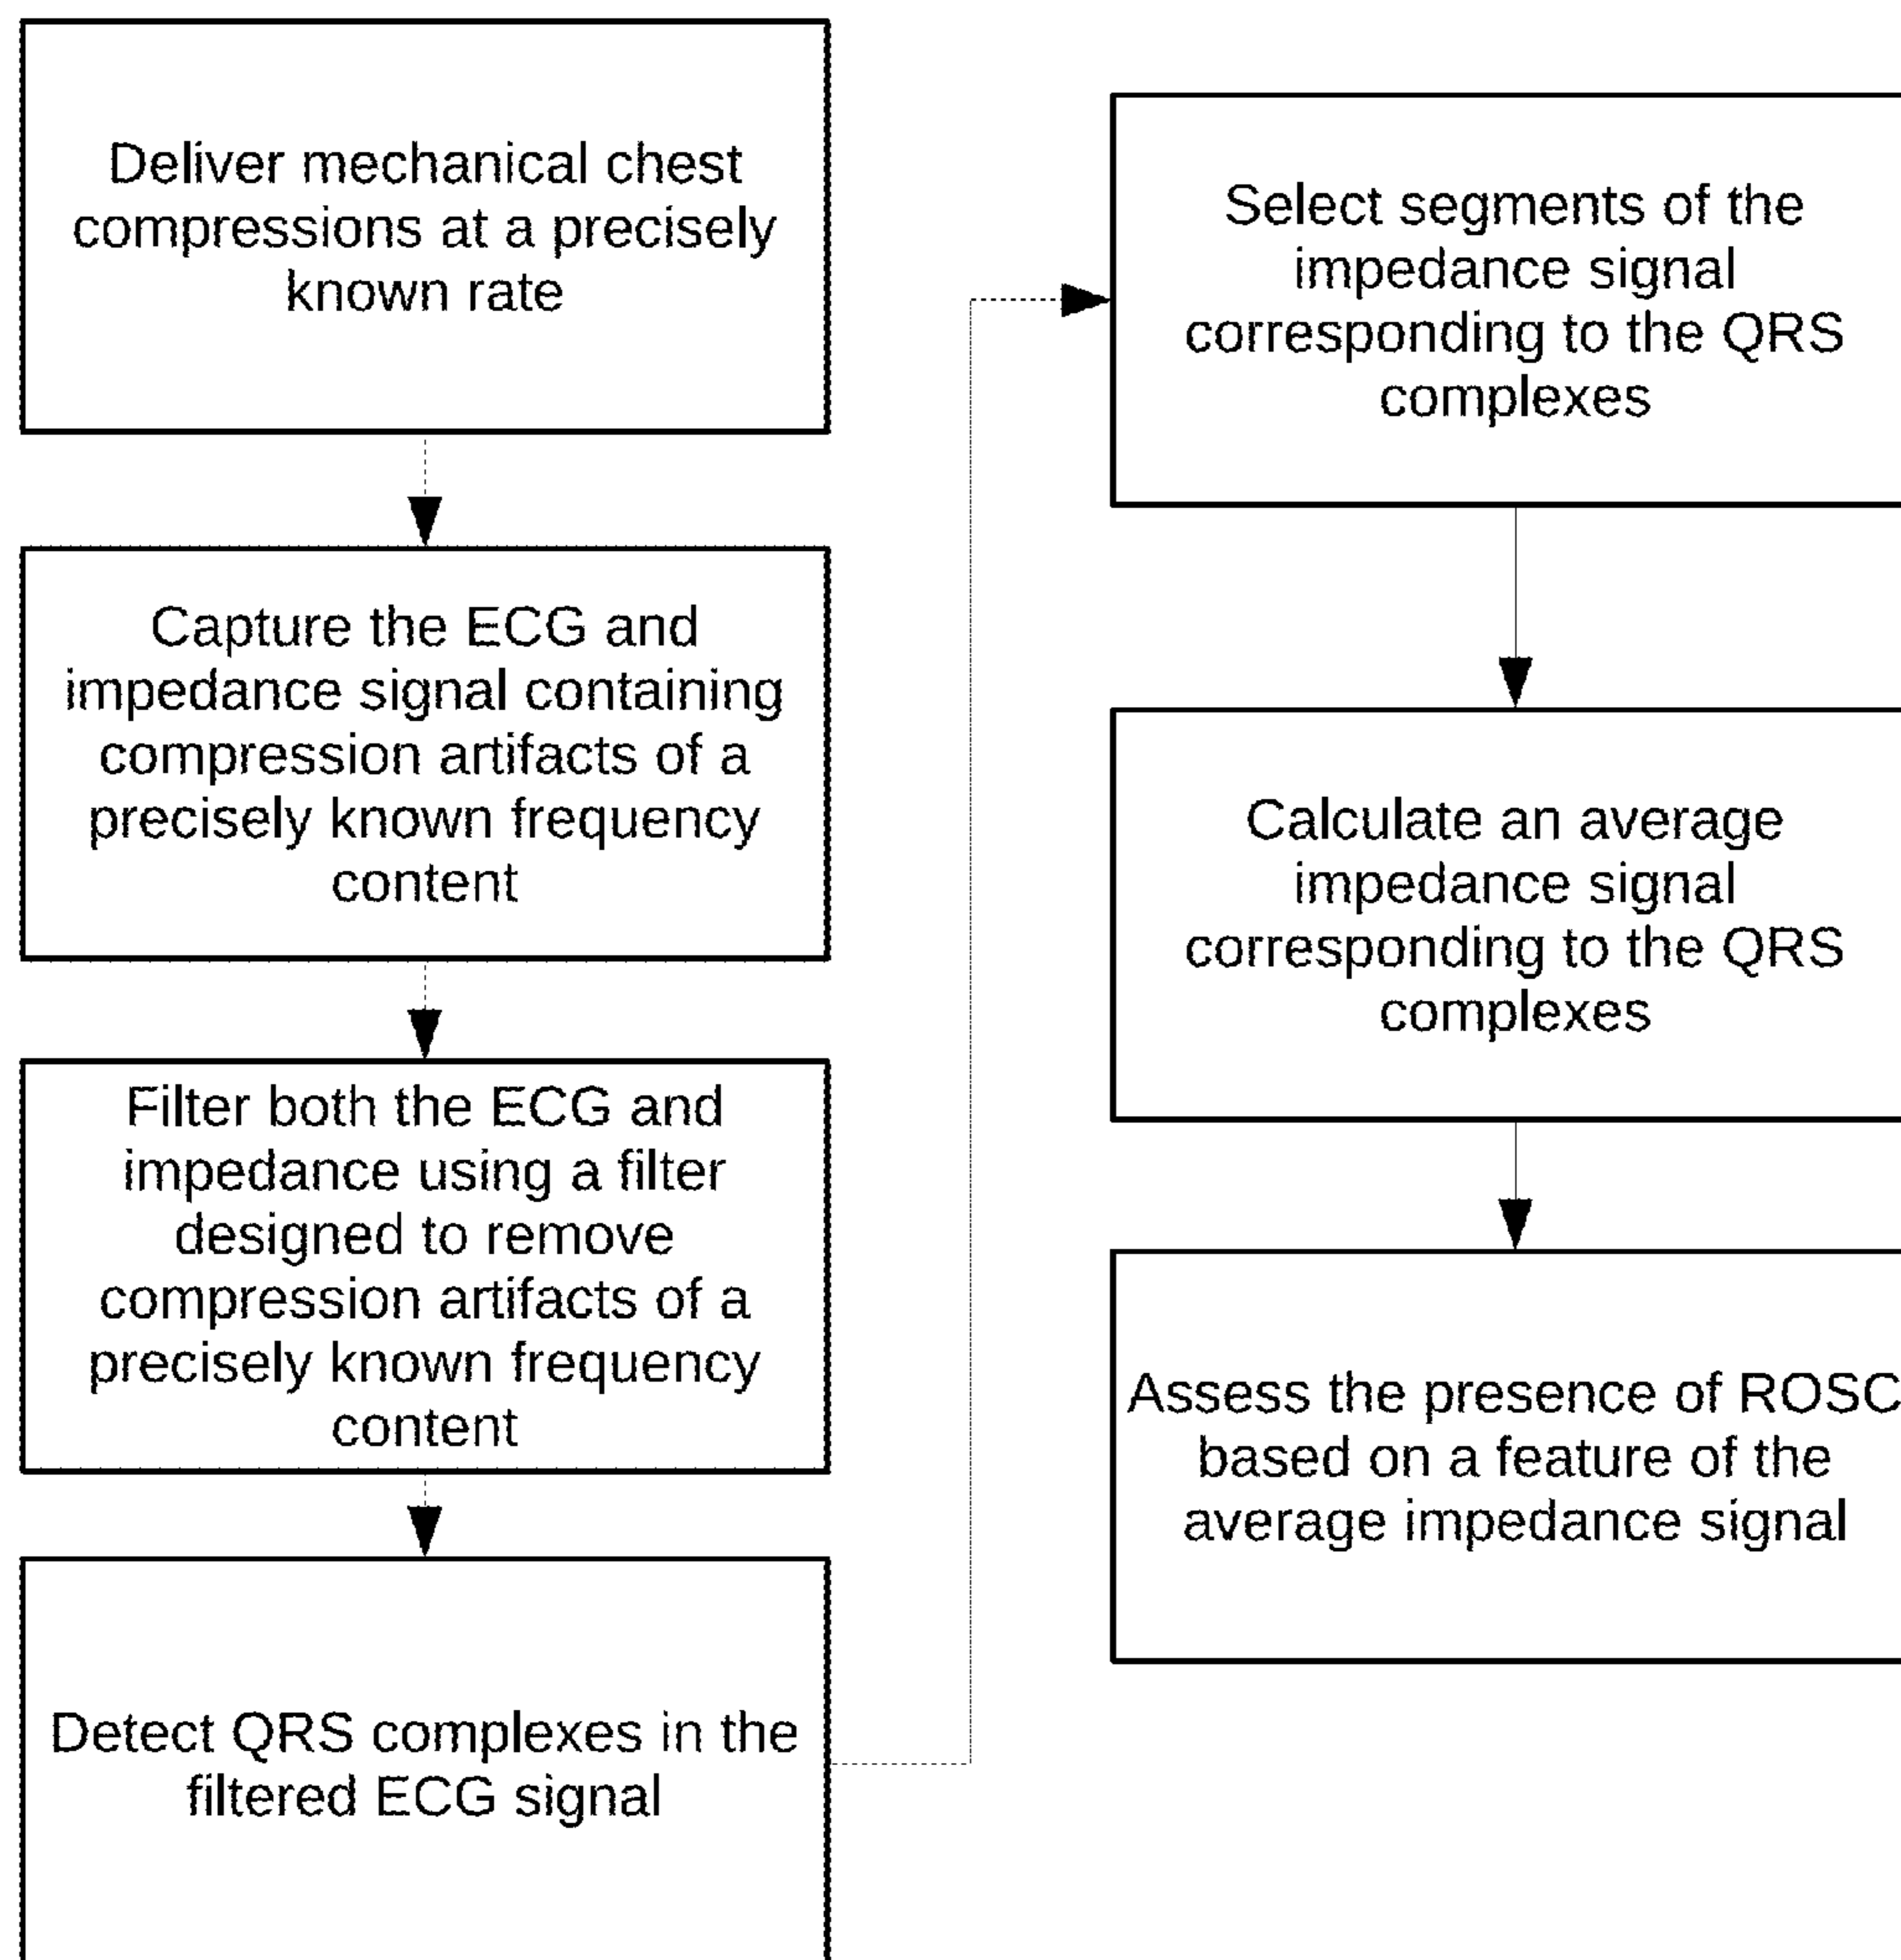 Deliver mechanical chest
compressions at a precisely
known rate
Capture the ECG and
impedance signal containing
compression artifacts of a
precisely known frequency
content
Filter both the ECG and
impedance using a filter
designed to remove
compression artifacts of a
precisely known frequency
content
Detect QRS complexes in the
filtered ECG signal
Select segments of the
impedance signal
corresponding to the QRS
complexes
Calculate an average
impedance signal
corresponding to the QRS
complexes
Assess the presence of ROSC
based on a feature of the
average impedance signal